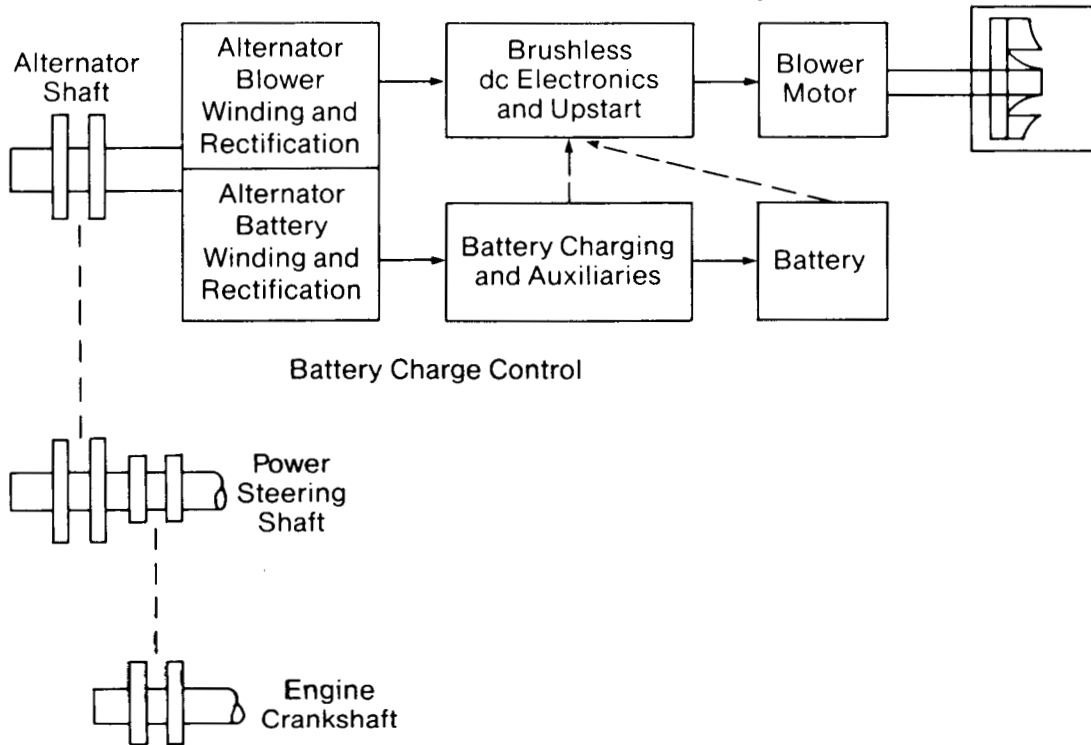 Alternator
Shaft
Alternator
Blower
Winding and
Rectification
Brushless
dc Electronics
and Upstart
Blower
Motor
Alternator
Battery
Winding and
Rectification
Battery Charging
and Auxiliaries
Battery
Battery Charge Control
Power
Steering
Shaft
Engine
Crankshaft